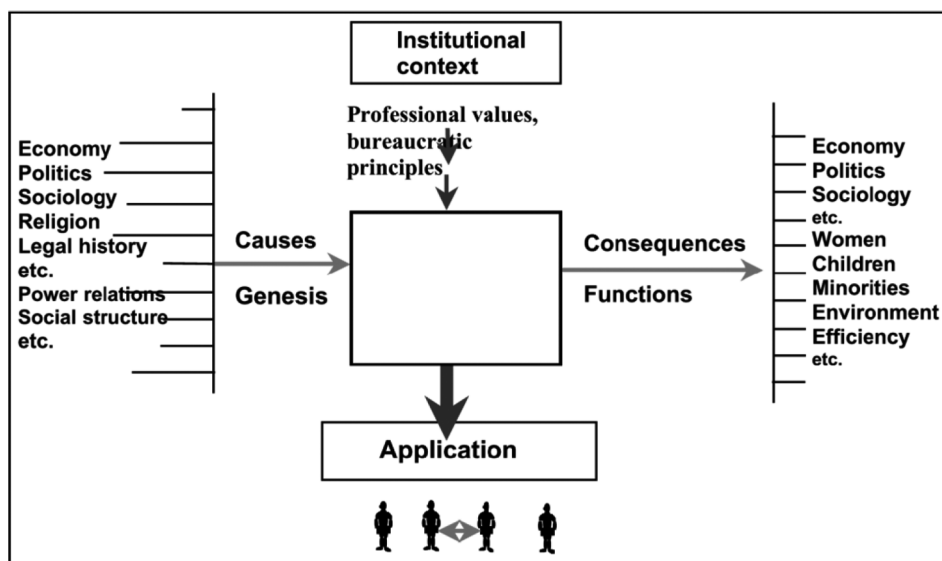 Institutional
context
Professional values,
bureaucratic
principles
Economy
Politics
Sociology
Religion
Legal history
etc.
Power relations
Social structure
etc.
Causes
Genesis
Consequences
Functions
Economy
Politics
Sociology
etc.
Women
Children
Minorities
Environment
Efficiency
etc.
Application